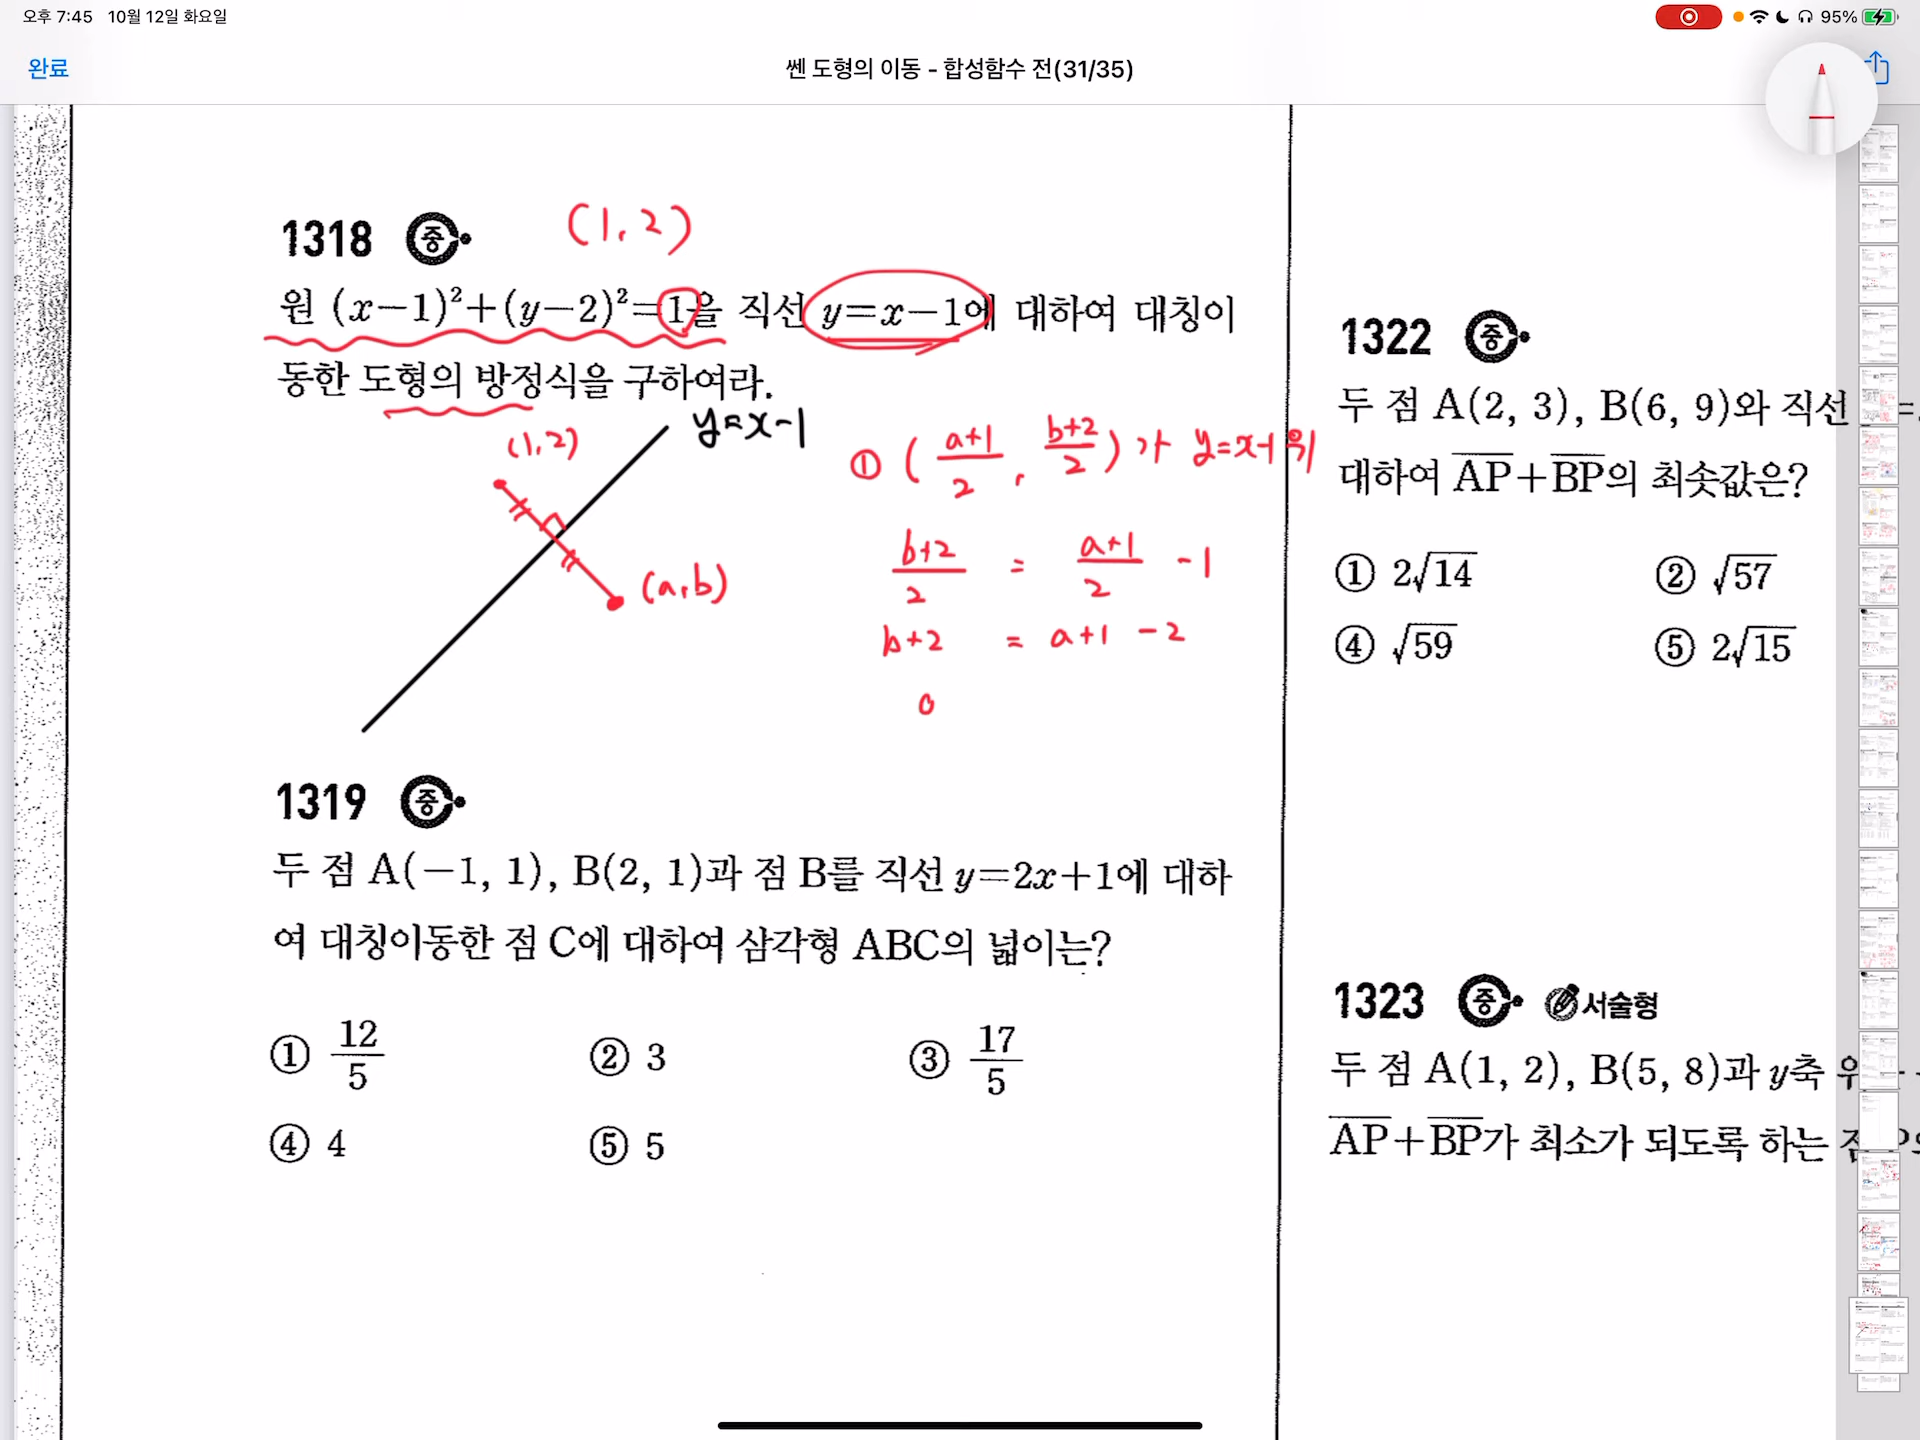 오후 7:45 10월 12일 화요일
95%
완료
쎈 도형의 이동 - 합성함수 전(31/35)
1318 중
(1, 2)
원 (x−1)²+(y−2)²=1을 직선 y=x−1에 대하여 대칭이
동한 도형의 방정식을 구하여라.
y=x-1
(1,2)
(a,b)
① (a+1/2, b+2/2)가 y=x-1 위
b+2/2 = a+1/2 -1
b+2 = a+1 -2
0
1319 중
두 점 A(−1, 1), B(2, 1)과 점 B를 직선 y=2x+1에 대하
여 대칭이동한 점 C에 대하여 삼각형 ABC의 넓이는?
① 12/5 ② 3 ③ 17/5
④ 4 ⑤ 5
1322 중
두 점 A(2, 3), B(6, 9)와 직선
대하여 AP+BP의 최솟값은?
① 2√14 ② √57
④ √59 ⑤ 2√15
1323 중 서술형
두 점 A(1, 2), B(5, 8)과 y축
AP+BP가 최소가 되도록 하는